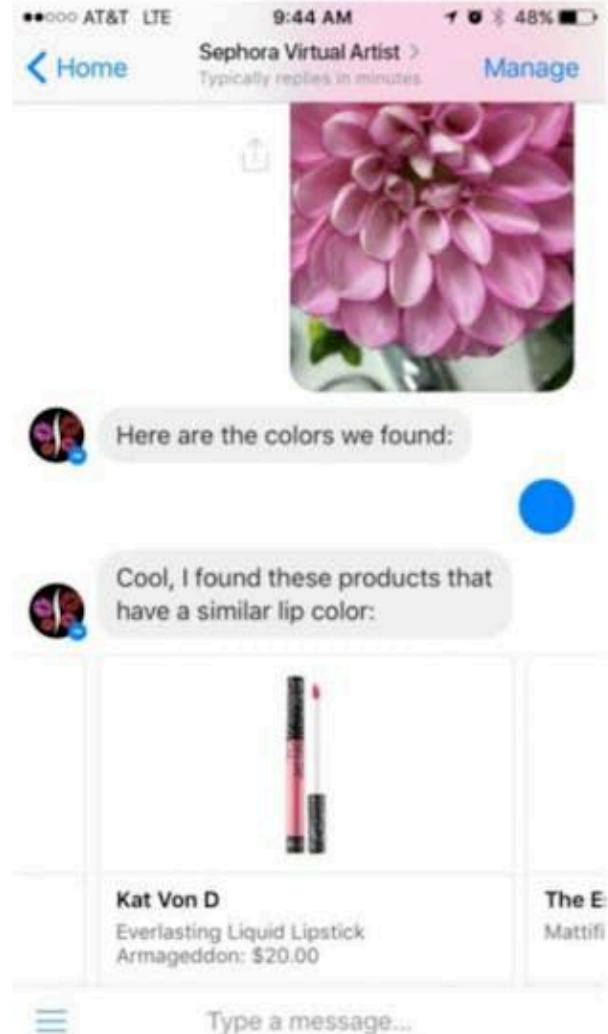 AT&T LTE 9:44 AM 48%
Home Sephora Virtual Artist > Manage
Typically replies in minutes
Here are the colors we found:
Cool, I found these products that
have a similar lip color:
Kat Von D The E
Everlasting Liquid Lipstick Mattifi
Armageddon: $20.00
Type a message...